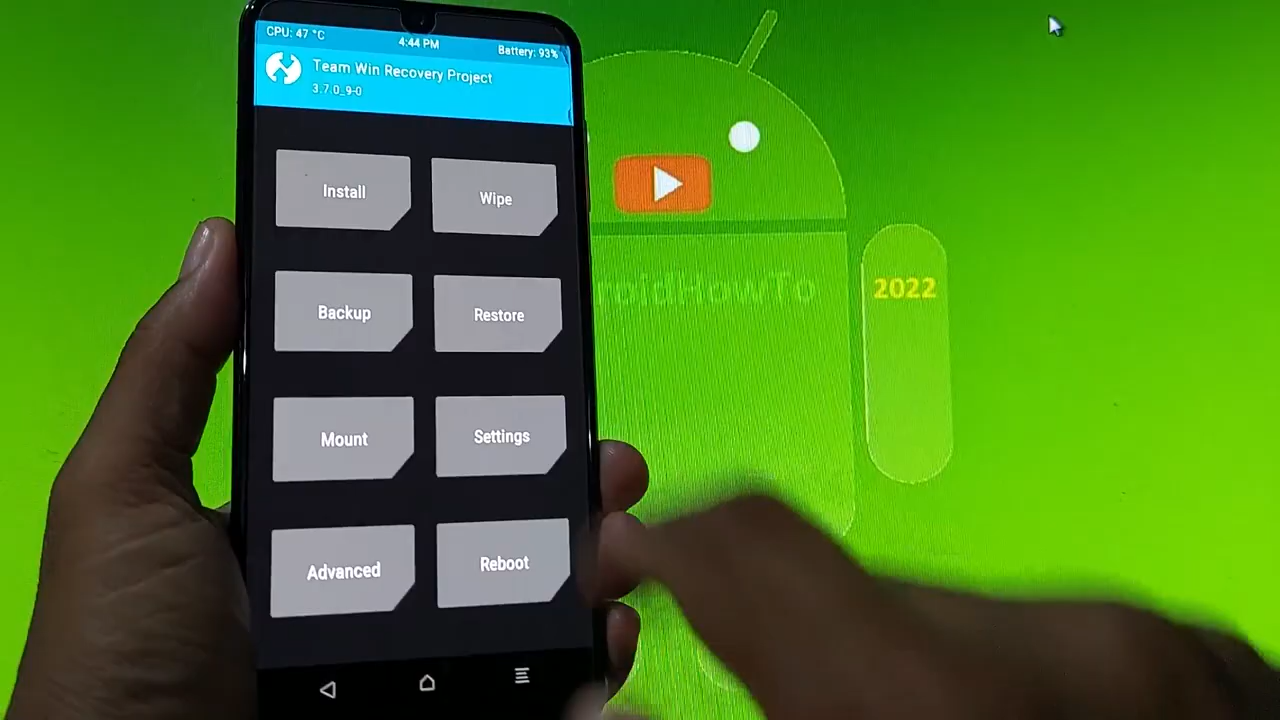 CPU: 47 °C
4:44 PM
Battery: 93%
Team Win Recovery Project
3.7.0_9-0
Install
Wipe
Backup
Restore
Mount
Settings
Advanced
Reboot
roidHowTo
2022